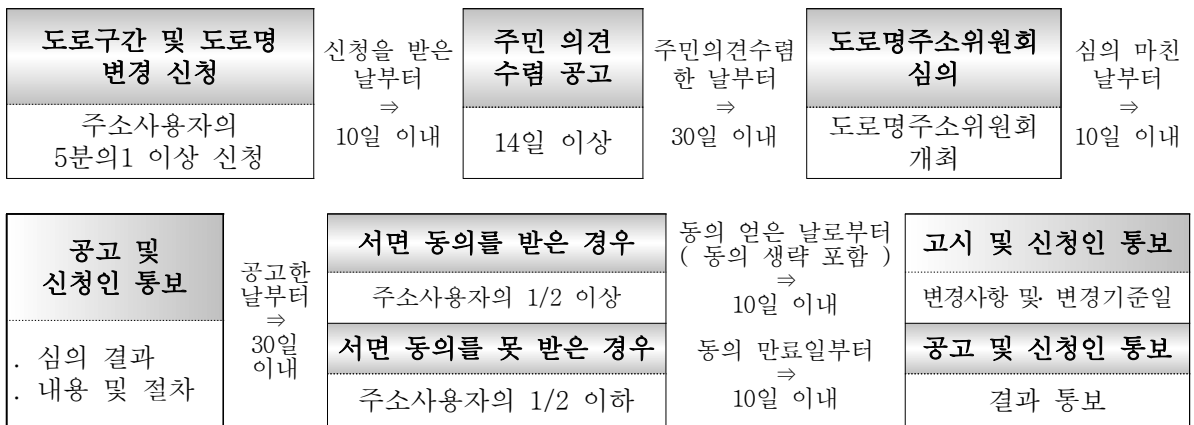 도로구간 및 도로명
변경 신청
주소사용자의
5분의1 이상 신청
신청을 받은
날부터
⇒
10일 이내
주민 의견
수렴 공고
14일 이상
주민의견수렴
한 날부터
⇒
30일 이내
도로명주소위원회
심의
도로명주소위원회
개최
심의 마친
날부터
⇒
10일 이내
공고 및
신청인 통보
. 심의 결과
. 내용 및 절차
공고한
날부터
⇒
30일
이내
서면 동의를 받은 경우
주소사용자의 1/2 이상
동의 얻은 날로부터
( 동의 생략 포함 )
⇒
10일 이내
고시 및 신청인 통보
변경사항 및 변경기준일
서면 동의를 못 받은 경우
주소사용자의 1/2 이하
동의 만료일부터
⇒
10일 이내
공고 및 신청인 통보
결과 통보